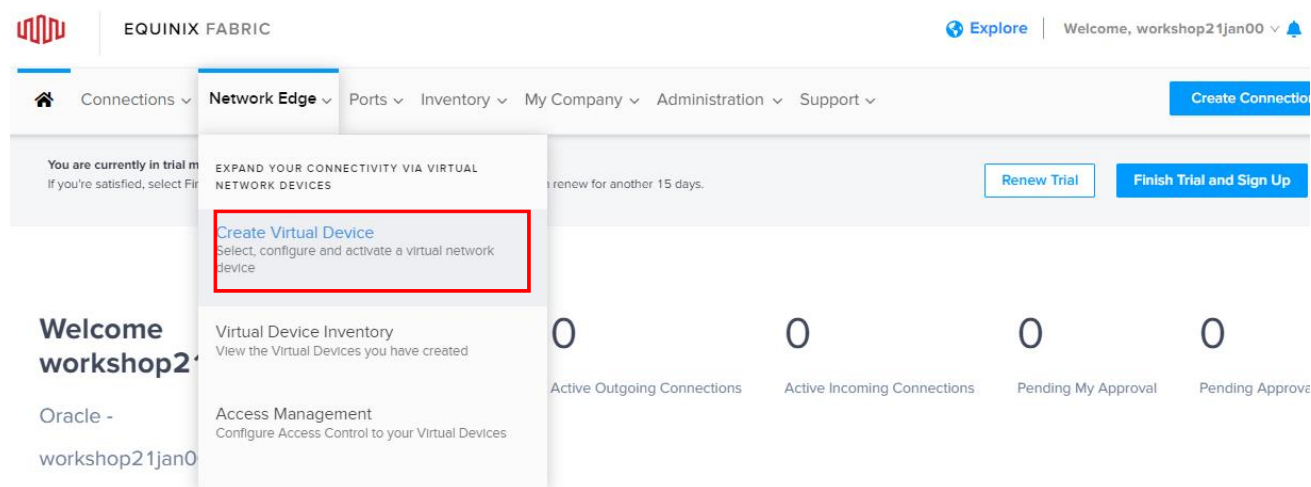 EQUINIX FABRIC
Explore
Welcome, workshop21jan00
Connections
Network Edge
Ports
Inventory
My Company
Administration
Support
Create Connection
You are currently in trial m
If you're satisfied, select Fin
renew for another 15 days.
Renew Trial
Finish Trial and Sign Up
EXPAND YOUR CONNECTIVITY VIA VIRTUAL
NETWORK DEVICES
Create Virtual Device
Select, configure and activate a virtual network
device
Virtual Device Inventory
View the Virtual Devices you have created
Access Management
Configure Access Control to your Virtual Devices
Welcome
workshop2
Oracle -
workshop21jan0
0
Active Outgoing Connections
0
Active Incoming Connections
0
Pending My Approval
0
Pending Approva